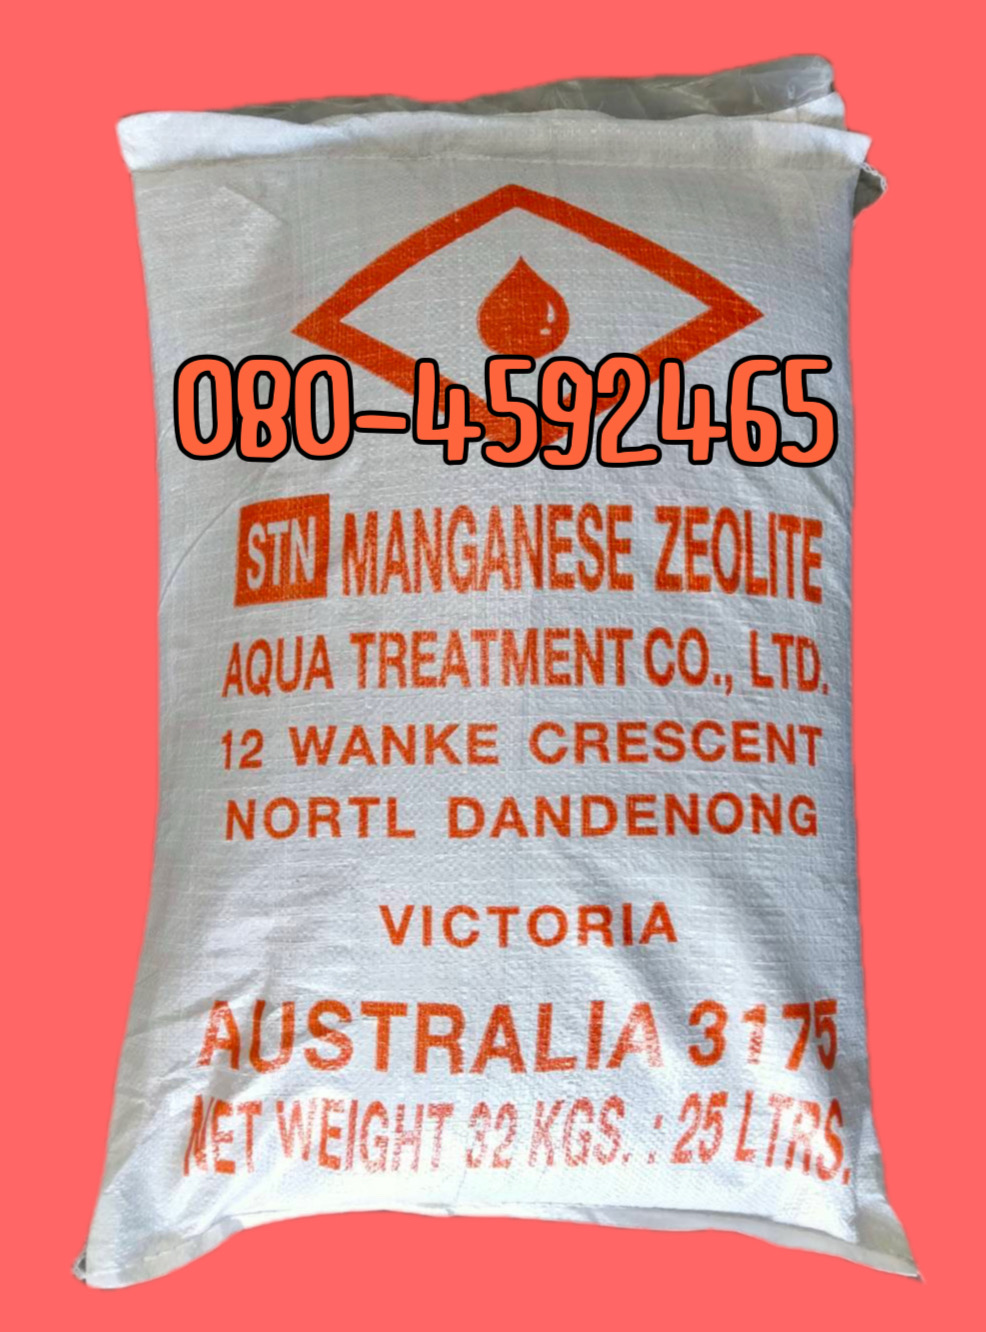 080-4592465
STN MANGANESE ZEOLITE
AQUA TREATMENT CO., LTD.
12 WANKE CRESCENT
NORTL DANDENONG
VICTORIA
AUSTRALIA 3175
NET WEIGHT 32 KGS. : 25 LTRS.